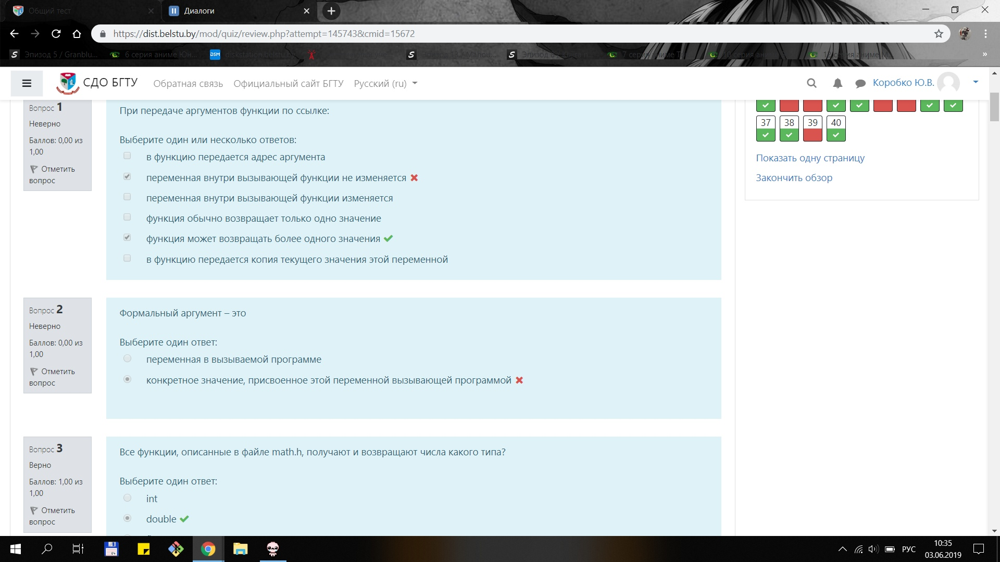 Общий тест
Диалоги
https://dist.belstu.by/mod/quiz/review.php?attempt=145743&cmid=15672
Эпизод 5 / Granblu...
6 серия аниме Юн...
diskstation.belstu.by
7 серия аниме
10 серия аниме
12 серия аниме
СДО БГТУ
Обратная связь
Официальный сайт БГТУ
Русский (ru)
Коробко Ю.В.
Вопрос 1
Неверно
Баллов: 0,00 из
1,00
Отметить
вопрос
При передаче аргументов функции по ссылке:
Выберите один или несколько ответов:
в функцию передается адрес аргумента
переменная внутри вызывающей функции не изменяется
переменная внутри вызывающей функции изменяется
функция обычно возвращает только одно значение
функция может возвращать более одного значения
в функцию передается копия текущего значения этой переменной
37 38 39 40
Показать одну страницу
Закончить обзор
Вопрос 2
Неверно
Баллов: 0,00 из
1,00
Отметить
вопрос
Формальный аргумент – это
Выберите один ответ:
переменная в вызываемой программе
конкретное значение, присвоенное этой переменной вызывающей программой
Вопрос 3
Верно
Баллов: 1,00 из
1,00
Отметить
вопрос
Все функции, описанные в файле math.h, получают и возвращают числа какого типа?
Выберите один ответ:
int
double
РУС
10:35
03.06.2019